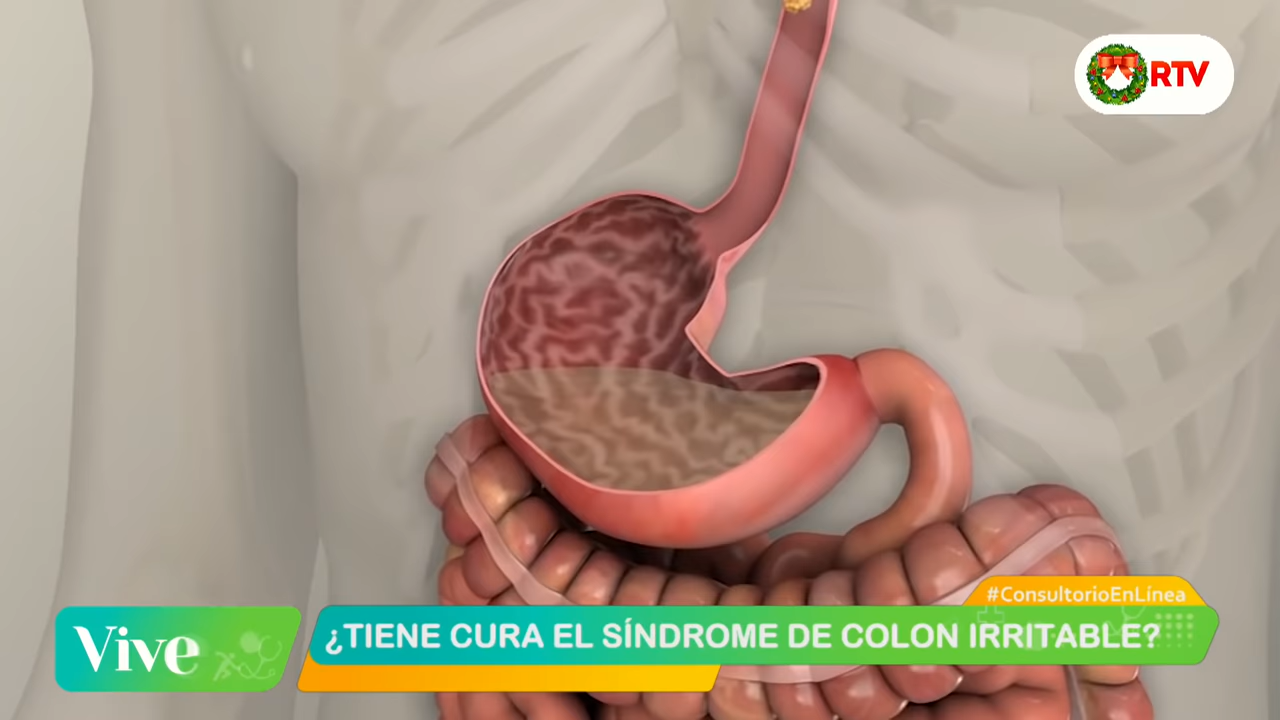 RTV
#ConsultorioEnLínea
Vive
¿TIENE CURA EL SÍNDROME DE COLON IRRITABLE?